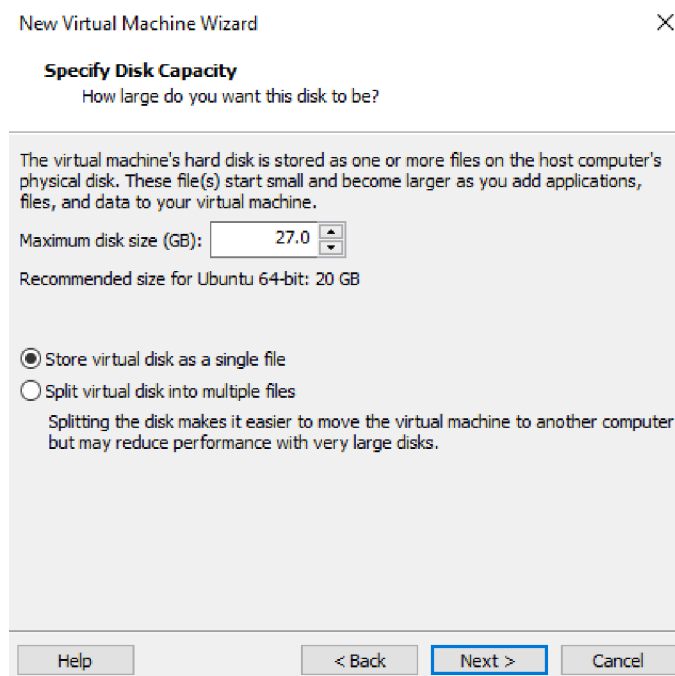 New Virtual Machine Wizard
Specify Disk Capacity
How large do you want this disk to be?
The virtual machine's hard disk is stored as one or more files on the host computer's
physical disk. These file(s) start small and become larger as you add applications,
files, and data to your virtual machine.
Maximum disk size (GB): 27.0
Recommended size for Ubuntu 64-bit: 20 GB
Store virtual disk as a single file
Split virtual disk into multiple files
Splitting the disk makes it easier to move the virtual machine to another computer
but may reduce performance with very large disks.
Help < Back Next > Cancel